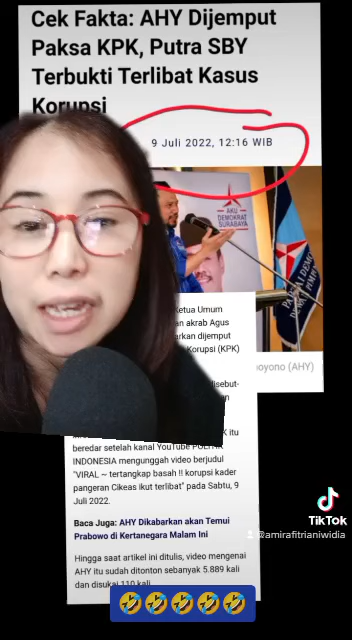 Cek Fakta: AHY Dijemput
Paksa KPK, Putra SBY
Terbukti Terlibat Kasus
Korupsi
9 Juli 2022, 12:16 WIB
AKU
DEMOKRAT
SURABAYA
Ketua Umum
akrab Agus
dijemput
Korupsi (KPK)
oyono (AHY)
disebut-
itu
beredar setelah kanal YouTube
INDONESIA mengunggah video berjudul
"VIRAL ~ tertangkap basah !! korupsi kader
pangeran Cikeas ikut terlibat" pada Sabtu, 9
Juli 2022.
Baca Juga: AHY Dikabarkan akan Temui
Prabowo di Kertanegara Malam Ini
Hingga saat artikel ini ditulis, video mengenai
AHY itu sudah ditonton sebanyak 5.889 kali
dan disukai 110 kali
TikTok
@amirafitrianiwidia